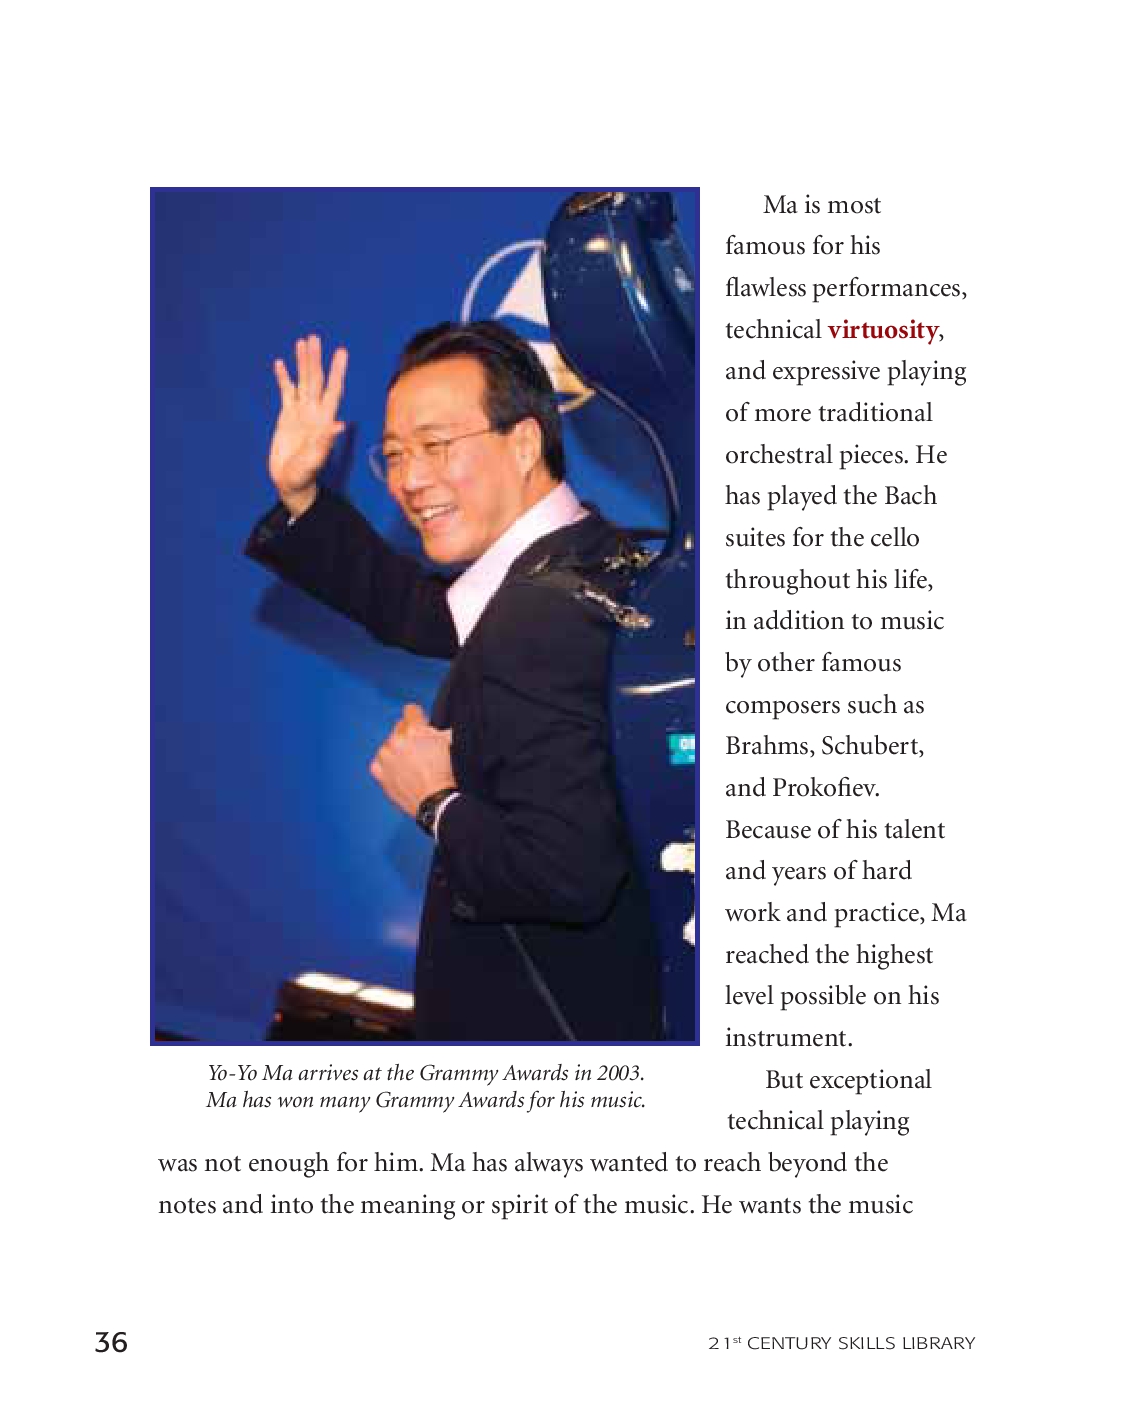 Ma is most
famous for his
flawless performances,
technical virtuosity,
and expressive playing
of more traditional
orchestral pieces. He
has played the Bach
suites for the cello
throughout his life,
in addition to music
by other famous
composers such as
Brahms, Schubert,
and Prokofiev.
Because of his talent
and years of hard
work and practice, Ma
reached the highest
level possible on his
instrument.
Yo-Yo Ma arrives at the Grammy Awards in 2003.
Ma has won many Grammy Awards for his music.
But exceptional
technical playing
was not enough for him. Ma has always wanted to reach beyond the
notes and into the meaning or spirit of the music. He wants the music
36
21st CENTURY SKILLS LIBRARY